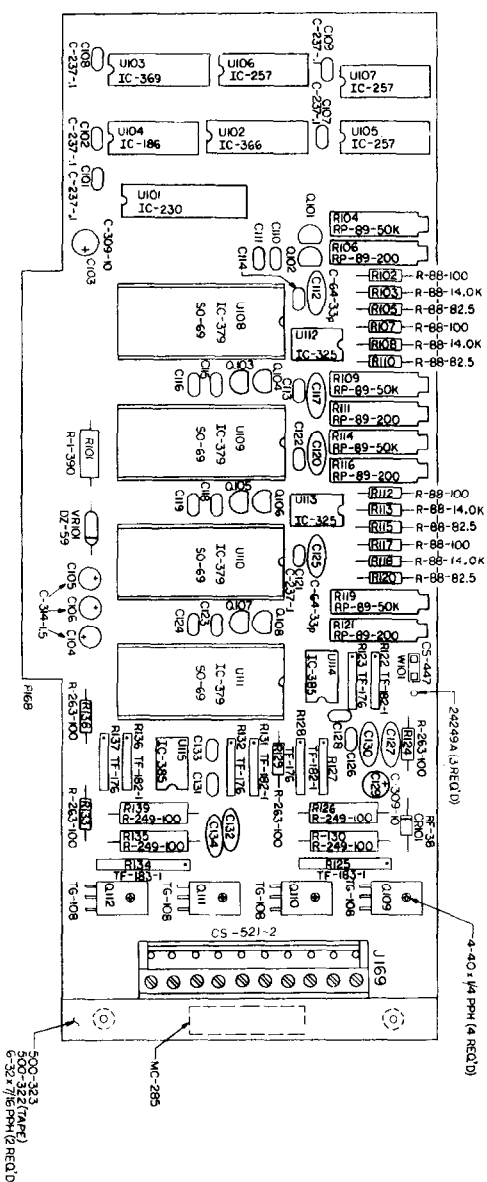 C109
C-237-.1
C108
C-237-.1
U103
IC-369
U106
IC-257
U107
IC-257
C107
C-237-.1
C102
C-237-.1
U104
IC-186
U102
IC-366
U105
IC-257
C101
C-237-.1
U101
IC-230
Q101
R104
RP-89-50K
R106
RP-89-200
C-309-10
C103
+
C111
C110
C114
Q102
C-64-33p
C112
R102
R-88-100
R103
R-88-14.0K
R105
R-88-82.5
R107
R-88-100
R108
R-88-14.0K
R110
R-88-82.5
U108
IC-379
SO-69
U112
IC-325
C116
C115
Q103
Q104
C113
C117
R109
RP-89-50K
R111
RP-89-200
R114
RP-89-50K
R116
RP-89-200
U109
IC-379
SO-69
C122
C120
R101
R-1-390
C119
C118
Q105
Q106
U113
IC-325
R112
R-88-100
R113
R-88-14.0K
R115
R-88-82.5
R117
R-88-100
R118
R-88-14.0K
R120
R-88-82.5
VR101
DZ-59
U110
IC-379
SO-69
C125
C121
C-237-.1
C-64-33p
C105
C106
C104
C-314-15
+
+
+
C124
C123
Q107
Q108
R119
RP-89-50K
R121
RP-89-200
U111
IC-379
SO-69
U114
IC-385
R123 TF-176
R122 TF-182-1
CS-447
W101
24249A (3 REQ'D)
P168
R-263-100
R138
R137 TF-176
R136 TF-182-1
U115
IC-385
C133
C131
R132 TF-176
R131 TF-182-1
R129
R-263-100
R128
TF-176
TF-182-1
R127
C128
C126
C130
C127
R124
R-263-100
C129
+
C-309-10
RF-38
CR101
R133
R-263-100
R139
R-249-100
R135
R-249-100
C134
C132
R126
R-249-100
R-130
R-249-100
R134
TF-183-1
R125
TF-183-1
TG-108
Q112
TG-108
Q111
TG-108
Q110
TG-108
Q109
4-40 x 1/4 PPH (4 REQ'D)
CS-521-2
J169
MC-285
500-323
500-322 (TAPE)
6-32 x 7/16 PPH (2 REQ'D